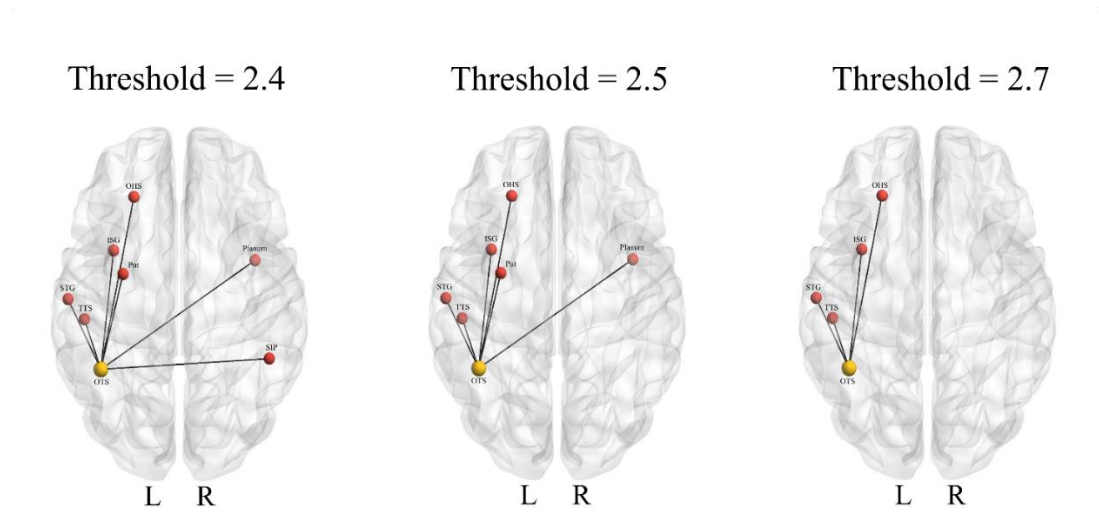 Threshold = 2.4
Threshold = 2.5
Threshold = 2.7
OHS
ISG
Put
Planum
STG
TTS
SIP
OTS
L R
OHS
ISG
Put
Planum
STG
TTS
OTS
L R
OHS
ISG
STG
TTS
OTS
L R